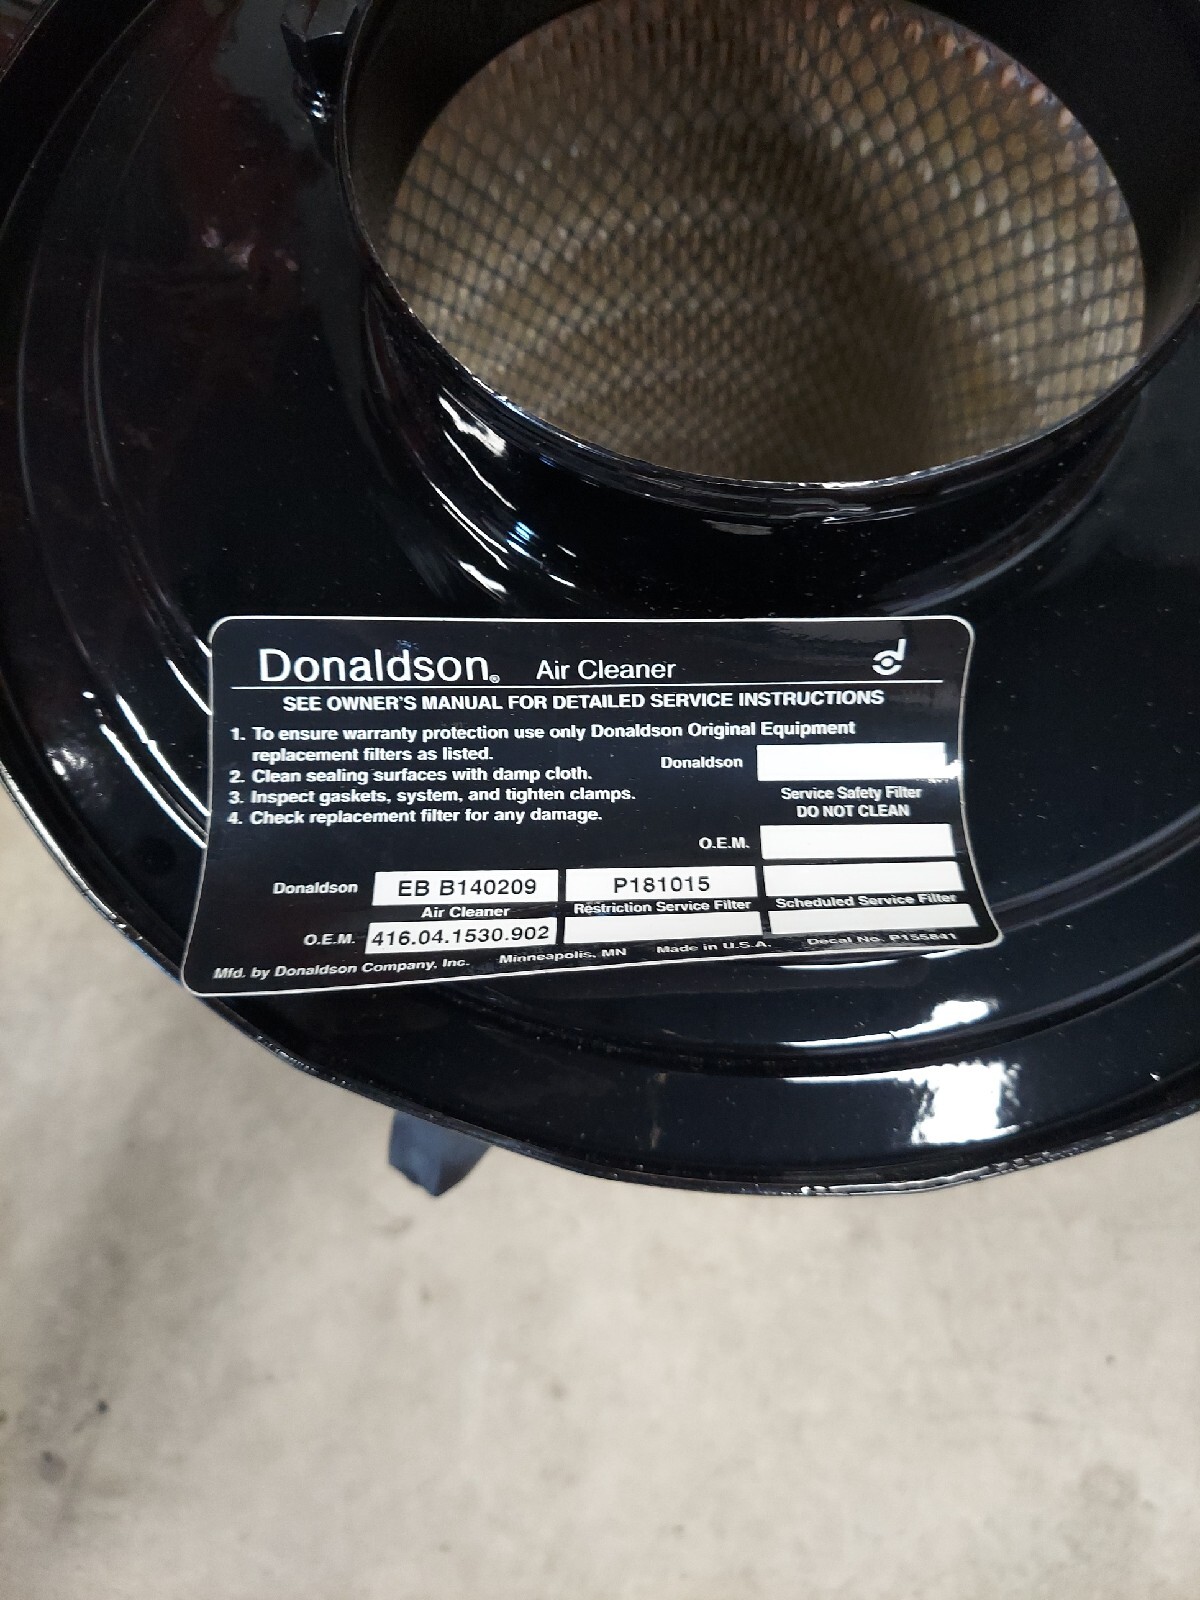 Donaldson® Air Cleaner
SEE OWNER'S MANUAL FOR DETAILED SERVICE INSTRUCTIONS
1. To ensure warranty protection use only Donaldson Original Equipment
replacement filters as listed.
2. Clean sealing surfaces with damp cloth.
3. Inspect gaskets, system, and tighten clamps.
4. Check replacement filter for any damage.
Donaldson
Service Safety Filter
DO NOT CLEAN
O.E.M.
Donaldson EB B140209 P181015
Air Cleaner Restriction Service Filter Scheduled Service Filter
O.E.M. 416.04.1530.902
Mfd. by Donaldson Company, Inc. Minneapolis, MN Made in U.S.A. Decal No. P155841